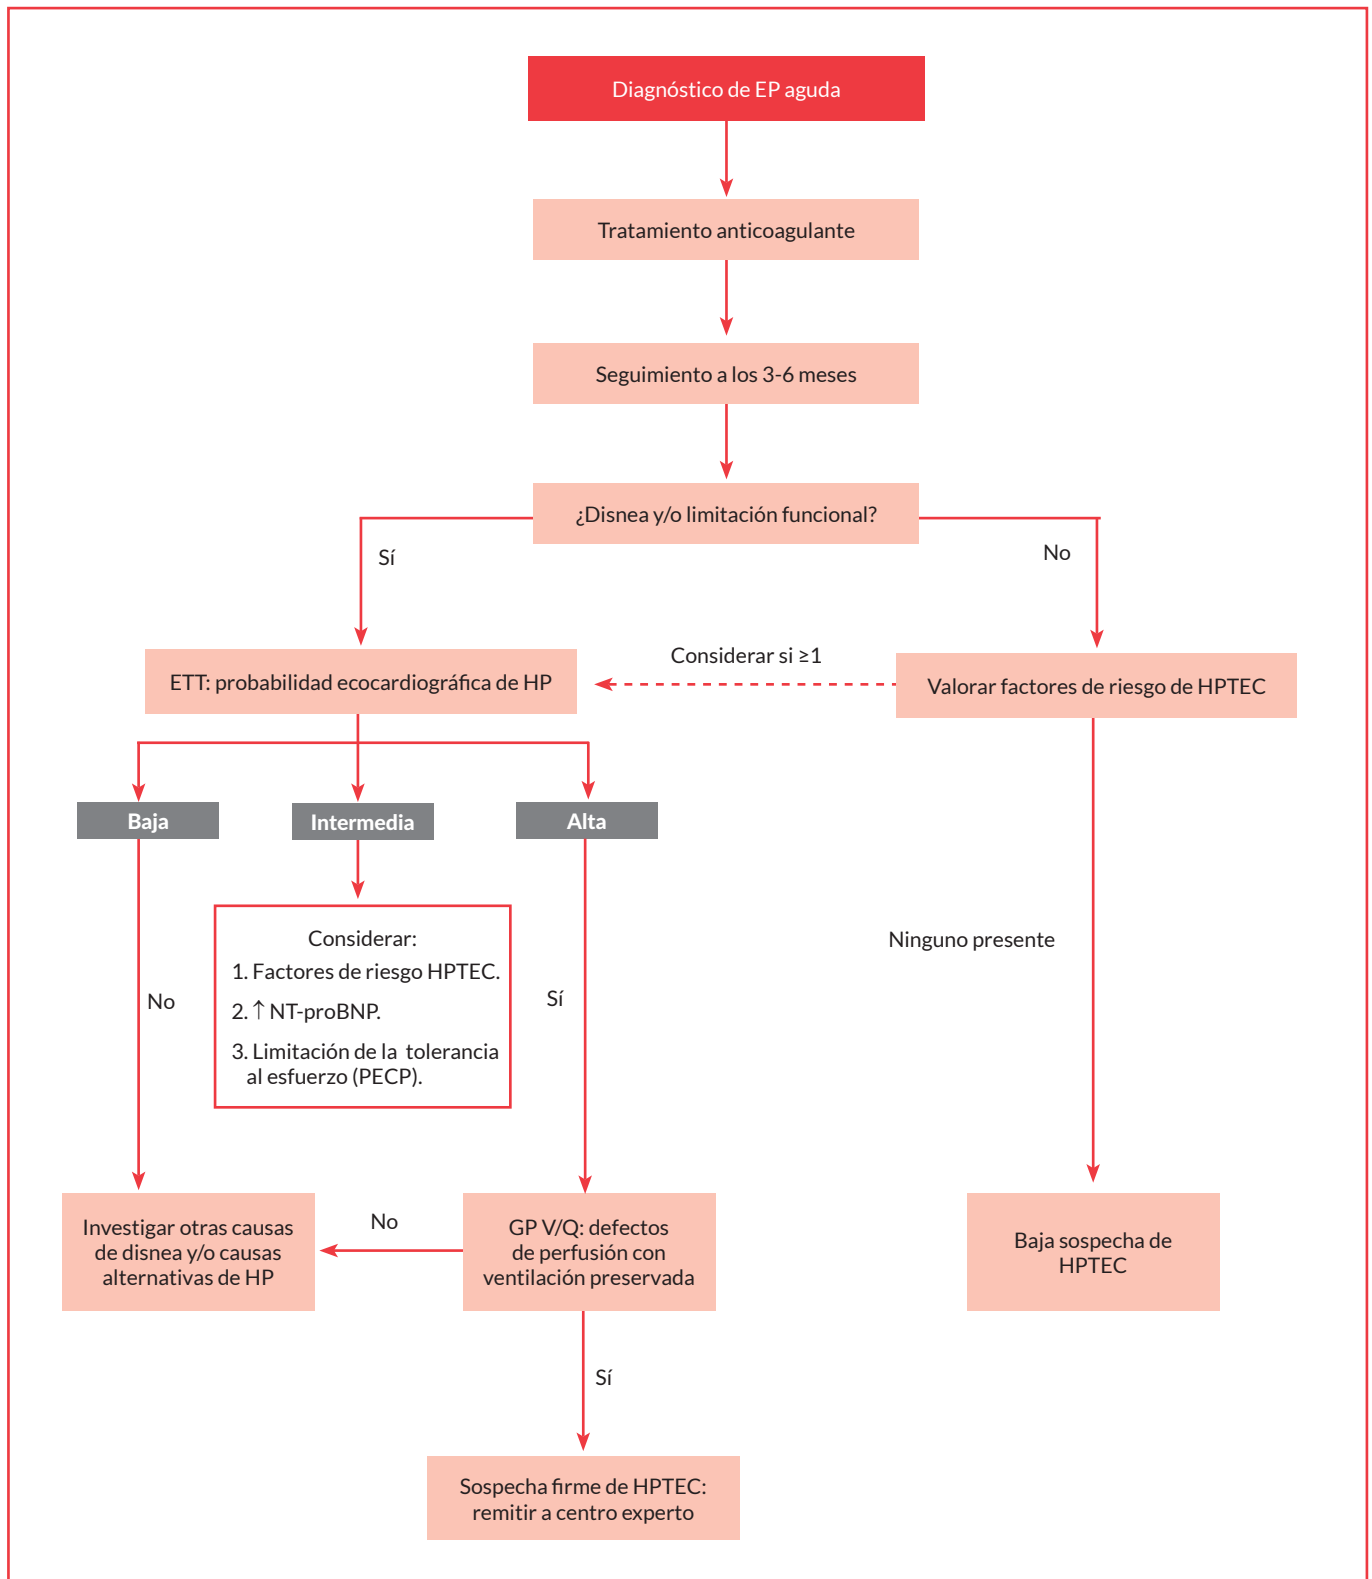 Diagnóstico de EP aguda
Tratamiento anticoagulante
Seguimiento a los 3-6 meses
¿Disnea y/o limitación funcional?
Sí
No
Considerar si ≥1
ETT: probabilidad ecocardiográfica de HP
Valorar factores de riesgo de HPTEC
Baja
Intermedia
Alta
Considerar:
1. Factores de riesgo HPTEC.
2. ↑ NT-proBNP.
3. Limitación de la tolerancia
al esfuerzo (PECP).
No
Sí
Ninguno presente
Investigar otras causas
de disnea y/o causas
alternativas de HP
No
GP V/Q: defectos
de perfusión con
ventilación preservada
Baja sospecha de
HPTEC
Sí
Sospecha firme de HPTEC:
remitir a centro experto